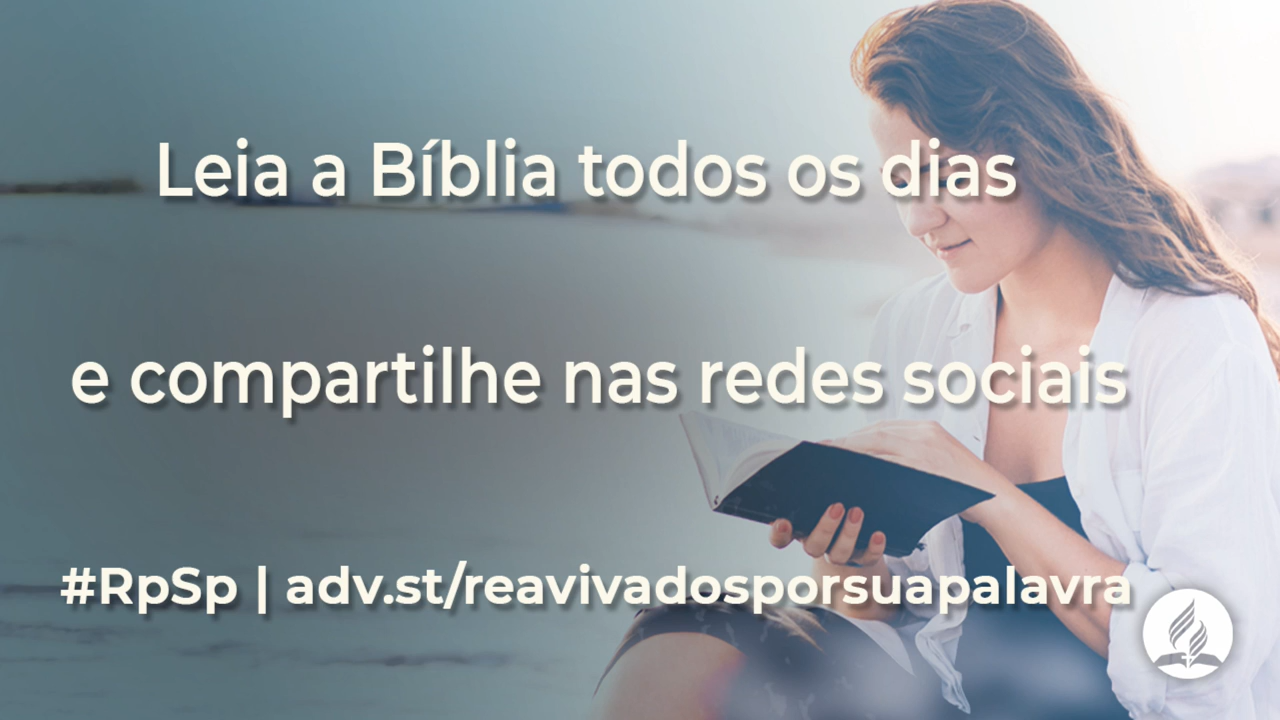 Leia a Bíblia todos os dias
e compartilhe nas redes sociais
#RpSp | adv.st/reavivadosporsuapalavra